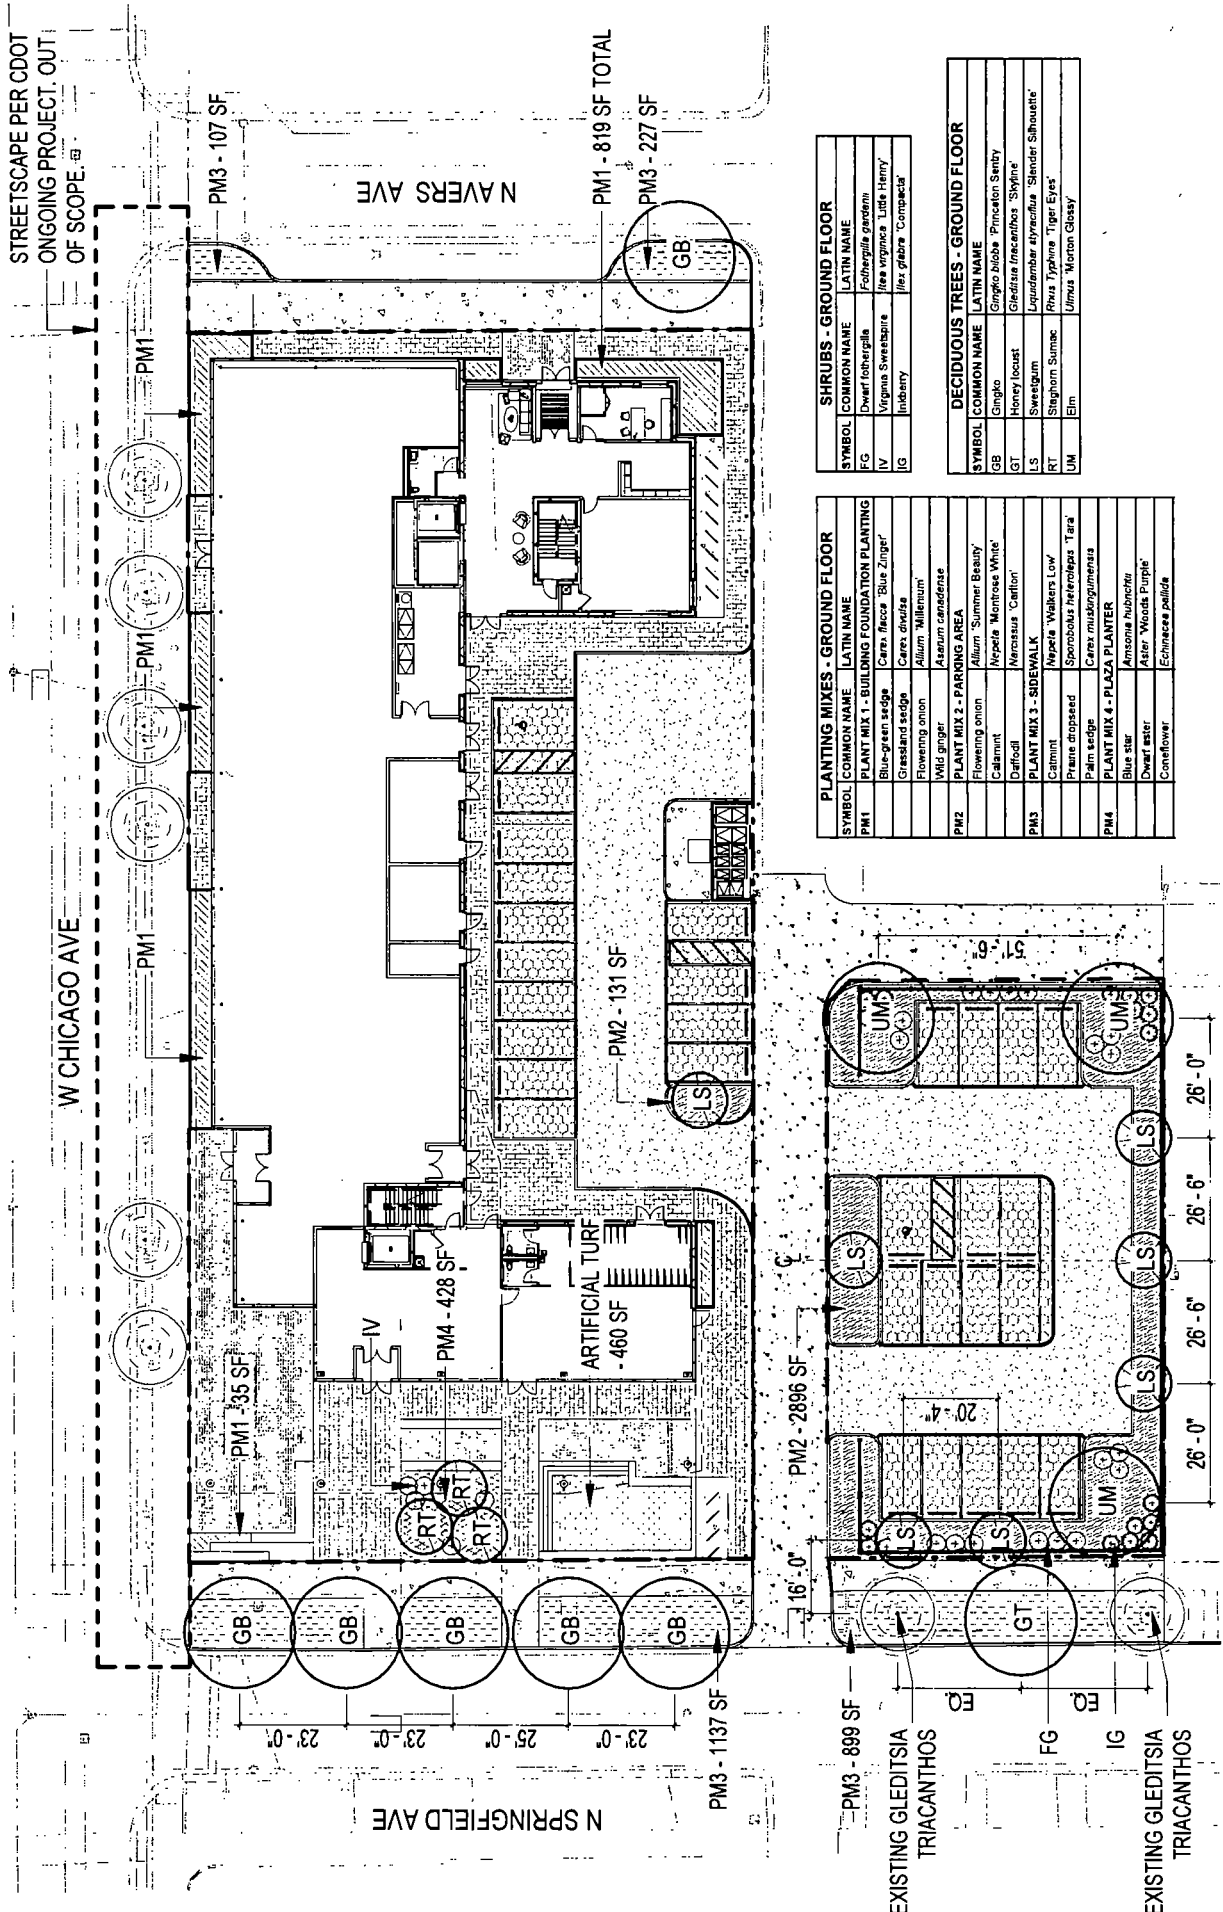 STREETSCAPE PER CDOT
ONGOING PROJECT. OUT
OF SCOPE.
W CHICAGO AVE
PM1
PM1
PM1
PM3 - 107 SF
N AVERS AVE
PM1 - 819 SF TOTAL
PM3 - 227 SF
GB
PM1 - 35 SF
IV
PM4 - 428 SF
ARTIFICIAL TURF
- 460 SF
RT
RT
RT
PM2 - 131 SF
LS
GB
GB
GB
GB
GB
23' - 0"
23' - 0"
25' - 0"
23' - 0"
N SPRINGFIELD AVE
PM3 - 1137 SF
PM3 - 899 SF
PM2 - 2896 SF
16' - 0"
20' - 4"
51' - 6"
UM
UM
UM
LS
LS
LS
LS
LS
LS
GT
26' - 0"
26' - 6"
26' - 6"
26' - 0"
EQ.
EQ.
FG
IG
EXISTING GLEDITSIA
TRIACANTHOS
EXISTING GLEDITSIA
TRIACANTHOS
PLANTING MIXES - GROUND FLOOR
SYMBOL COMMON NAME LATIN NAME
PM1 PLANT MIX 1 - BUILDING FOUNDATION PLANTING
Blue-green sedge Carex flacca 'Blue Zinger'
Grassland sedge Carex divulsa
Flowering onion Allium 'Millenium'
Wild ginger Asarum canadense
PM2 PLANT MIX 2 - PARKING AREA
Flowering onion Allium 'Summer Beauty'
Calamint Nepeta 'Montrose White'
Daffodil Narcissus 'Carlton'
PM3 PLANT MIX 3 - SIDEWALK
Catmint Nepeta 'Walkers Low'
Prairie dropseed Sporobolus heterolepis 'Tara'
Palm sedge Carex muskingumensis
PM4 PLANT MIX 4 - PLAZA PLANTER
Blue star Amsonia hubrichtii
Dwarf aster Aster 'Woods Purple'
Coneflower Echinacea pallida
SHRUBS - GROUND FLOOR
SYMBOL COMMON NAME LATIN NAME
FG Dwarf fothergilla Fothergilla gardenii
IV Virginia Sweetspire Itea virginica 'Little Henry'
IG Inkberry Ilex glabra 'Compacta'
DECIDUOUS TREES - GROUND FLOOR
SYMBOL COMMON NAME LATIN NAME
GB Gingko Gingko biloba 'Princeton Sentry
GT Honey locust Gleditsia triacanthos 'Skyline'
LS Sweetgum Liquidambar styraciflua 'Slender Silhouette'
RT Staghorn Sumac Rhus Typhina 'Tiger Eyes'
UM Elm Ulmus 'Morton Glossy'